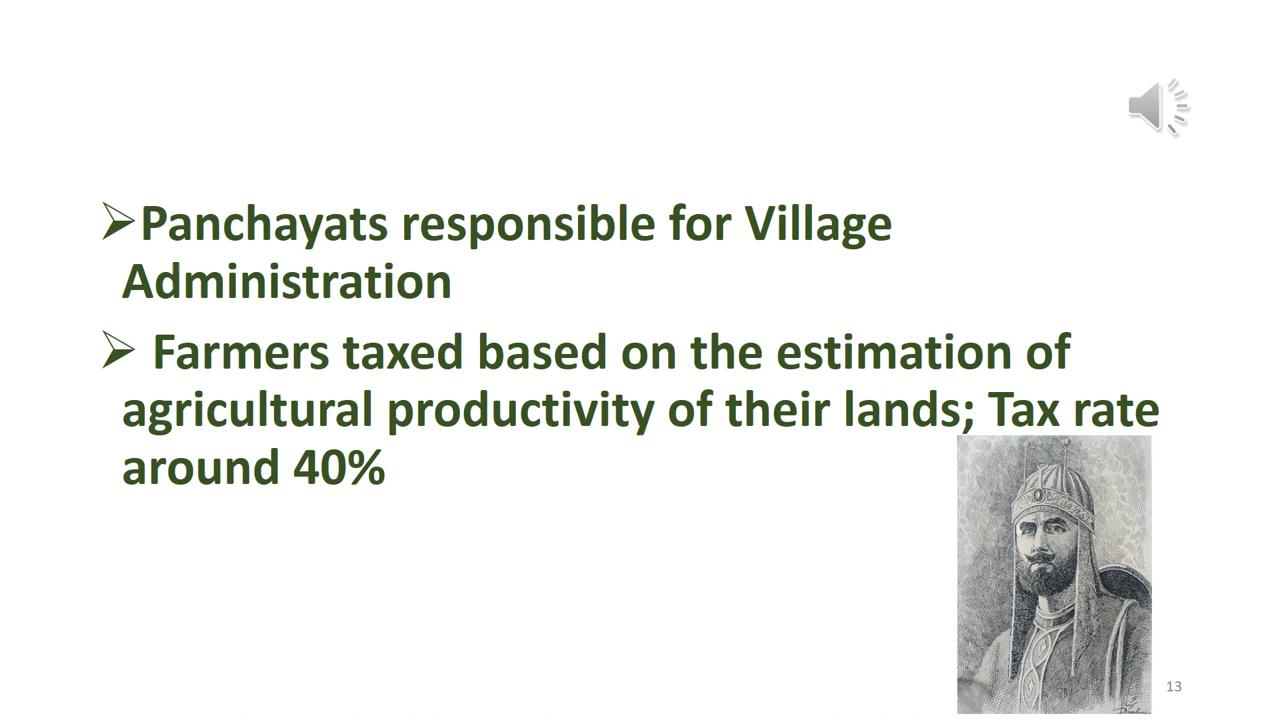 ➢Panchayats responsible for Village
Administration
➢ Farmers taxed based on the estimation of
agricultural productivity of their lands; Tax rate
around 40%
13